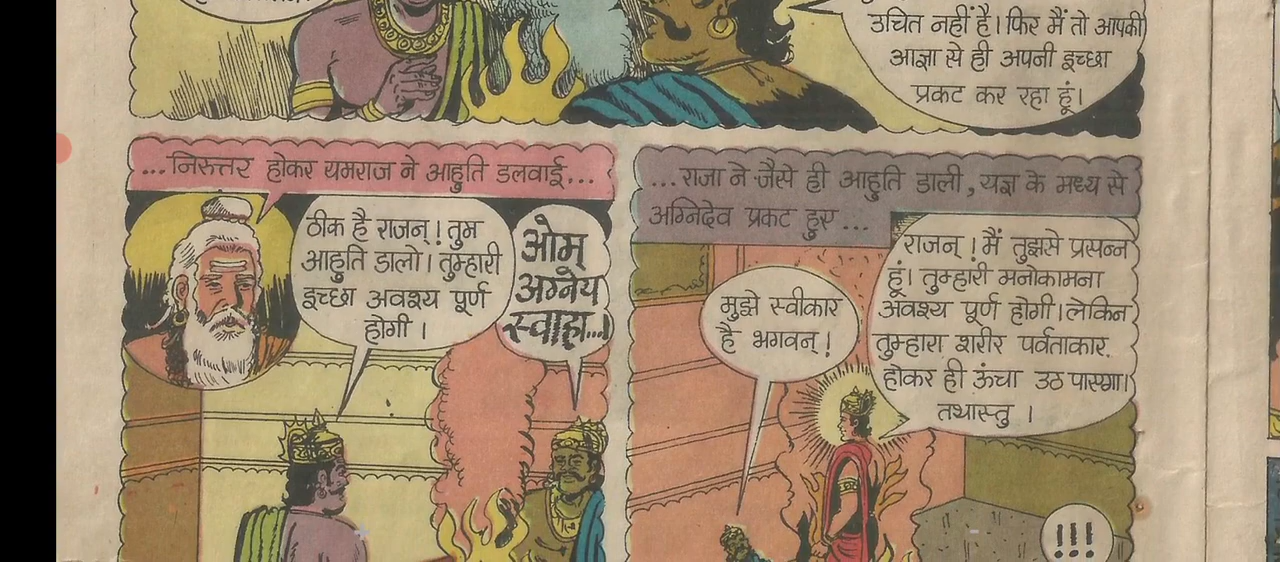 उचित नहीं है। फिर मैं तो आपकी
आज्ञा से ही अपनी इच्छा
प्रकट कर रहा हूं।
...निरुत्तर होकर यमराज ने आहुति डलवाई...
ठीक है राजन्! तुम
आहुति डालो। तुम्हारी
इच्छा अवश्य पूर्ण
होगी।
ओम्
अग्नेय
स्वाहा...!
...राजा ने जैसे ही आहुति डाली, यज्ञ के मध्य से
अग्निदेव प्रकट हुए...
राजन्! मैं तुझसे प्रसन्न
हूं। तुम्हारी मनोकामना
अवश्य पूर्ण होगी। लेकिन
तुम्हारा शरीर पर्वताकार
होकर ही ऊंचा उठ पाएगा।
तथास्तु।
मुझे स्वीकार
है भगवन्!
!!!